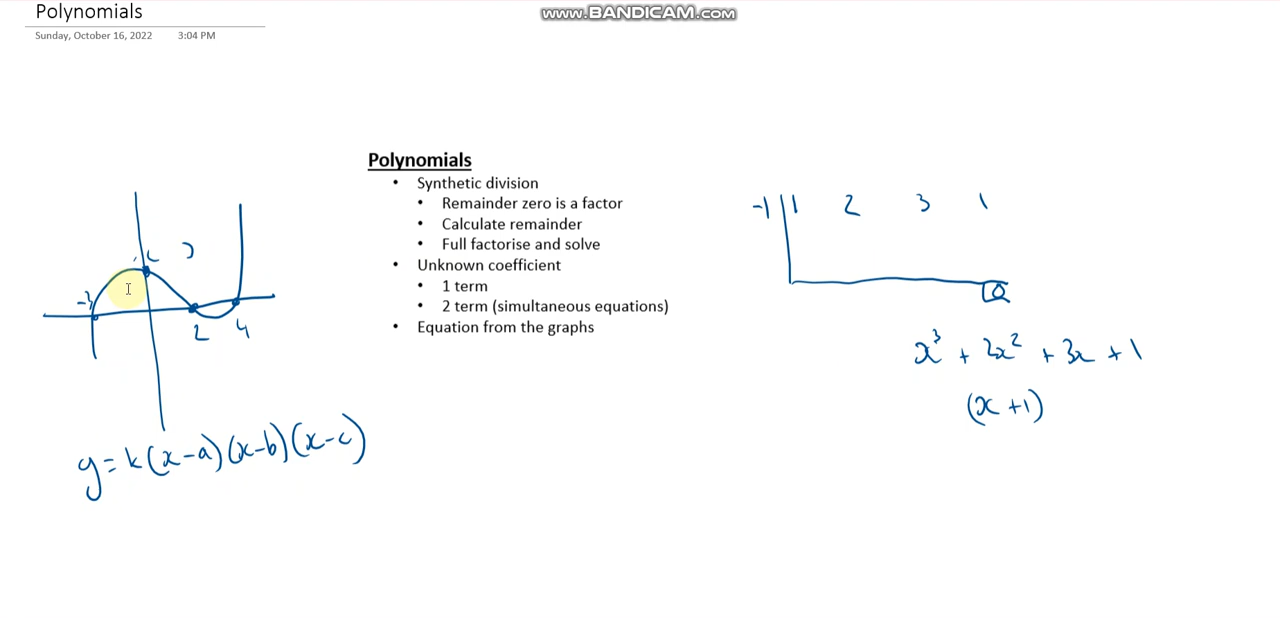 Polynomials
Sunday, October 16, 2022 3:04 PM
www.BANDICAM.com
Polynomials
• Synthetic division
• Remainder zero is a factor
• Calculate remainder
• Full factorise and solve
• Unknown coefficient
• 1 term
• 2 term (simultaneous equations)
• Equation from the graphs
-3
2 4
y = k(x-a)(x-b)(x-c)
-1 1 2 3 1
0
x³ + 2x² + 3x + 1
(x+1)